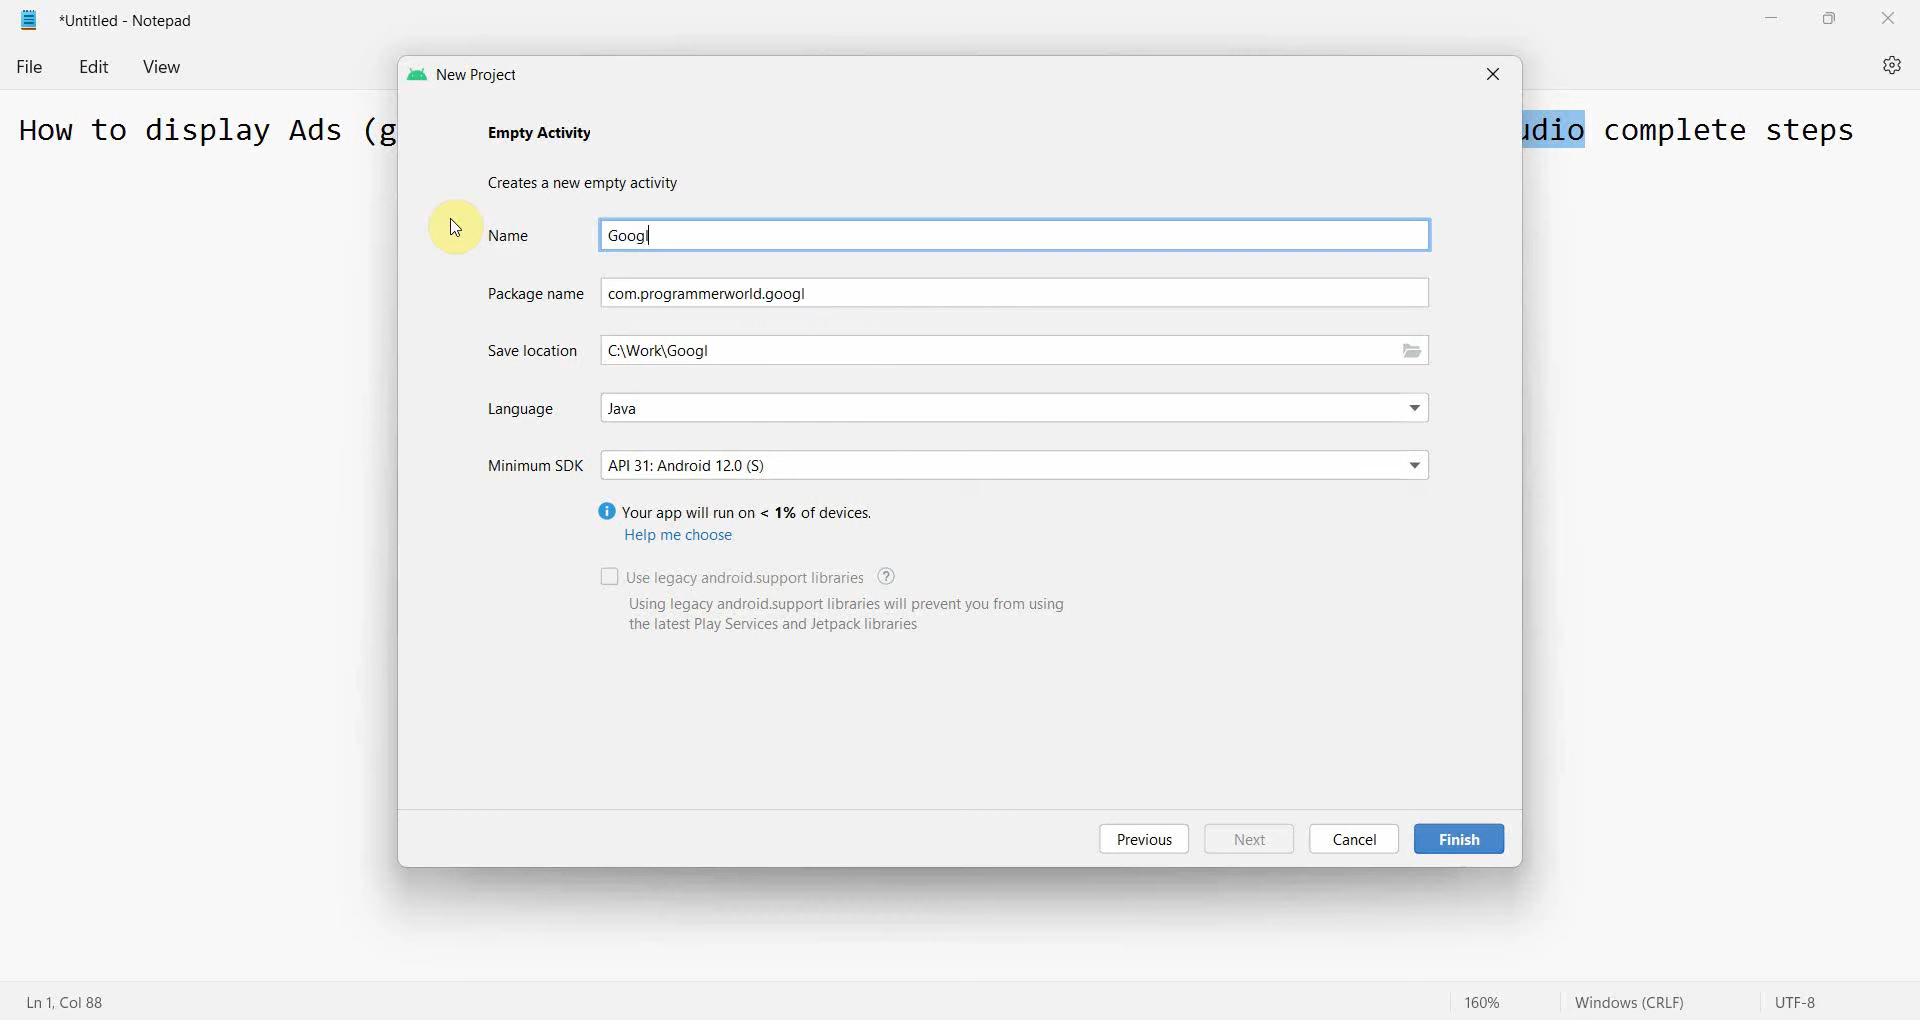 *Untitled - Notepad
File Edit View
New Project
How to display Ads (g
udio complete steps
Empty Activity
Creates a new empty activity
Name Googl
Package name com.programmerworld.googl
Save location C:\Work\Googl
Language Java
Minimum SDK API 31: Android 12.0 (S)
Your app will run on < 1% of devices.
Help me choose
Use legacy android.support libraries ?
Using legacy android.support libraries will prevent you from using
the latest Play Services and Jetpack libraries
Previous Next Cancel Finish
Ln 1, Col 88 160% Windows (CRLF) UTF-8